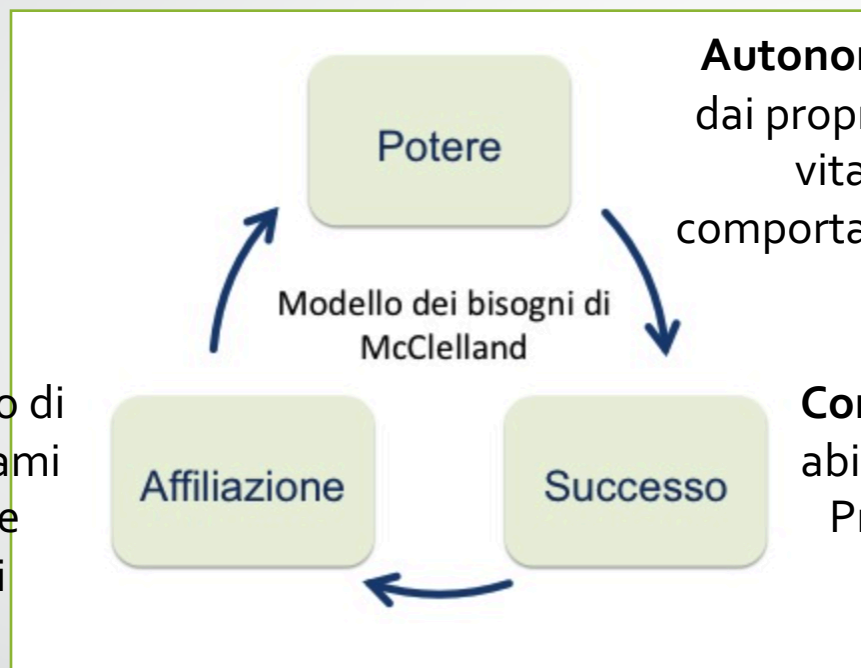 Autonor
dai propr
vita
comporta
Potere
Modello dei bisogni di
McClelland
o di
ami
e
i
Affiliazione
Successo
Cor
abi
Pr